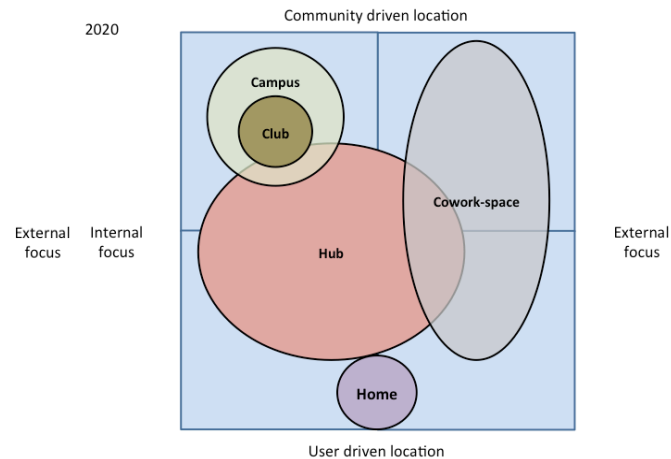 Community driven location
2020
Campus
Club
Cowork-space
External
focus
Internal
focus
External
focus
Hub
Home
User driven location